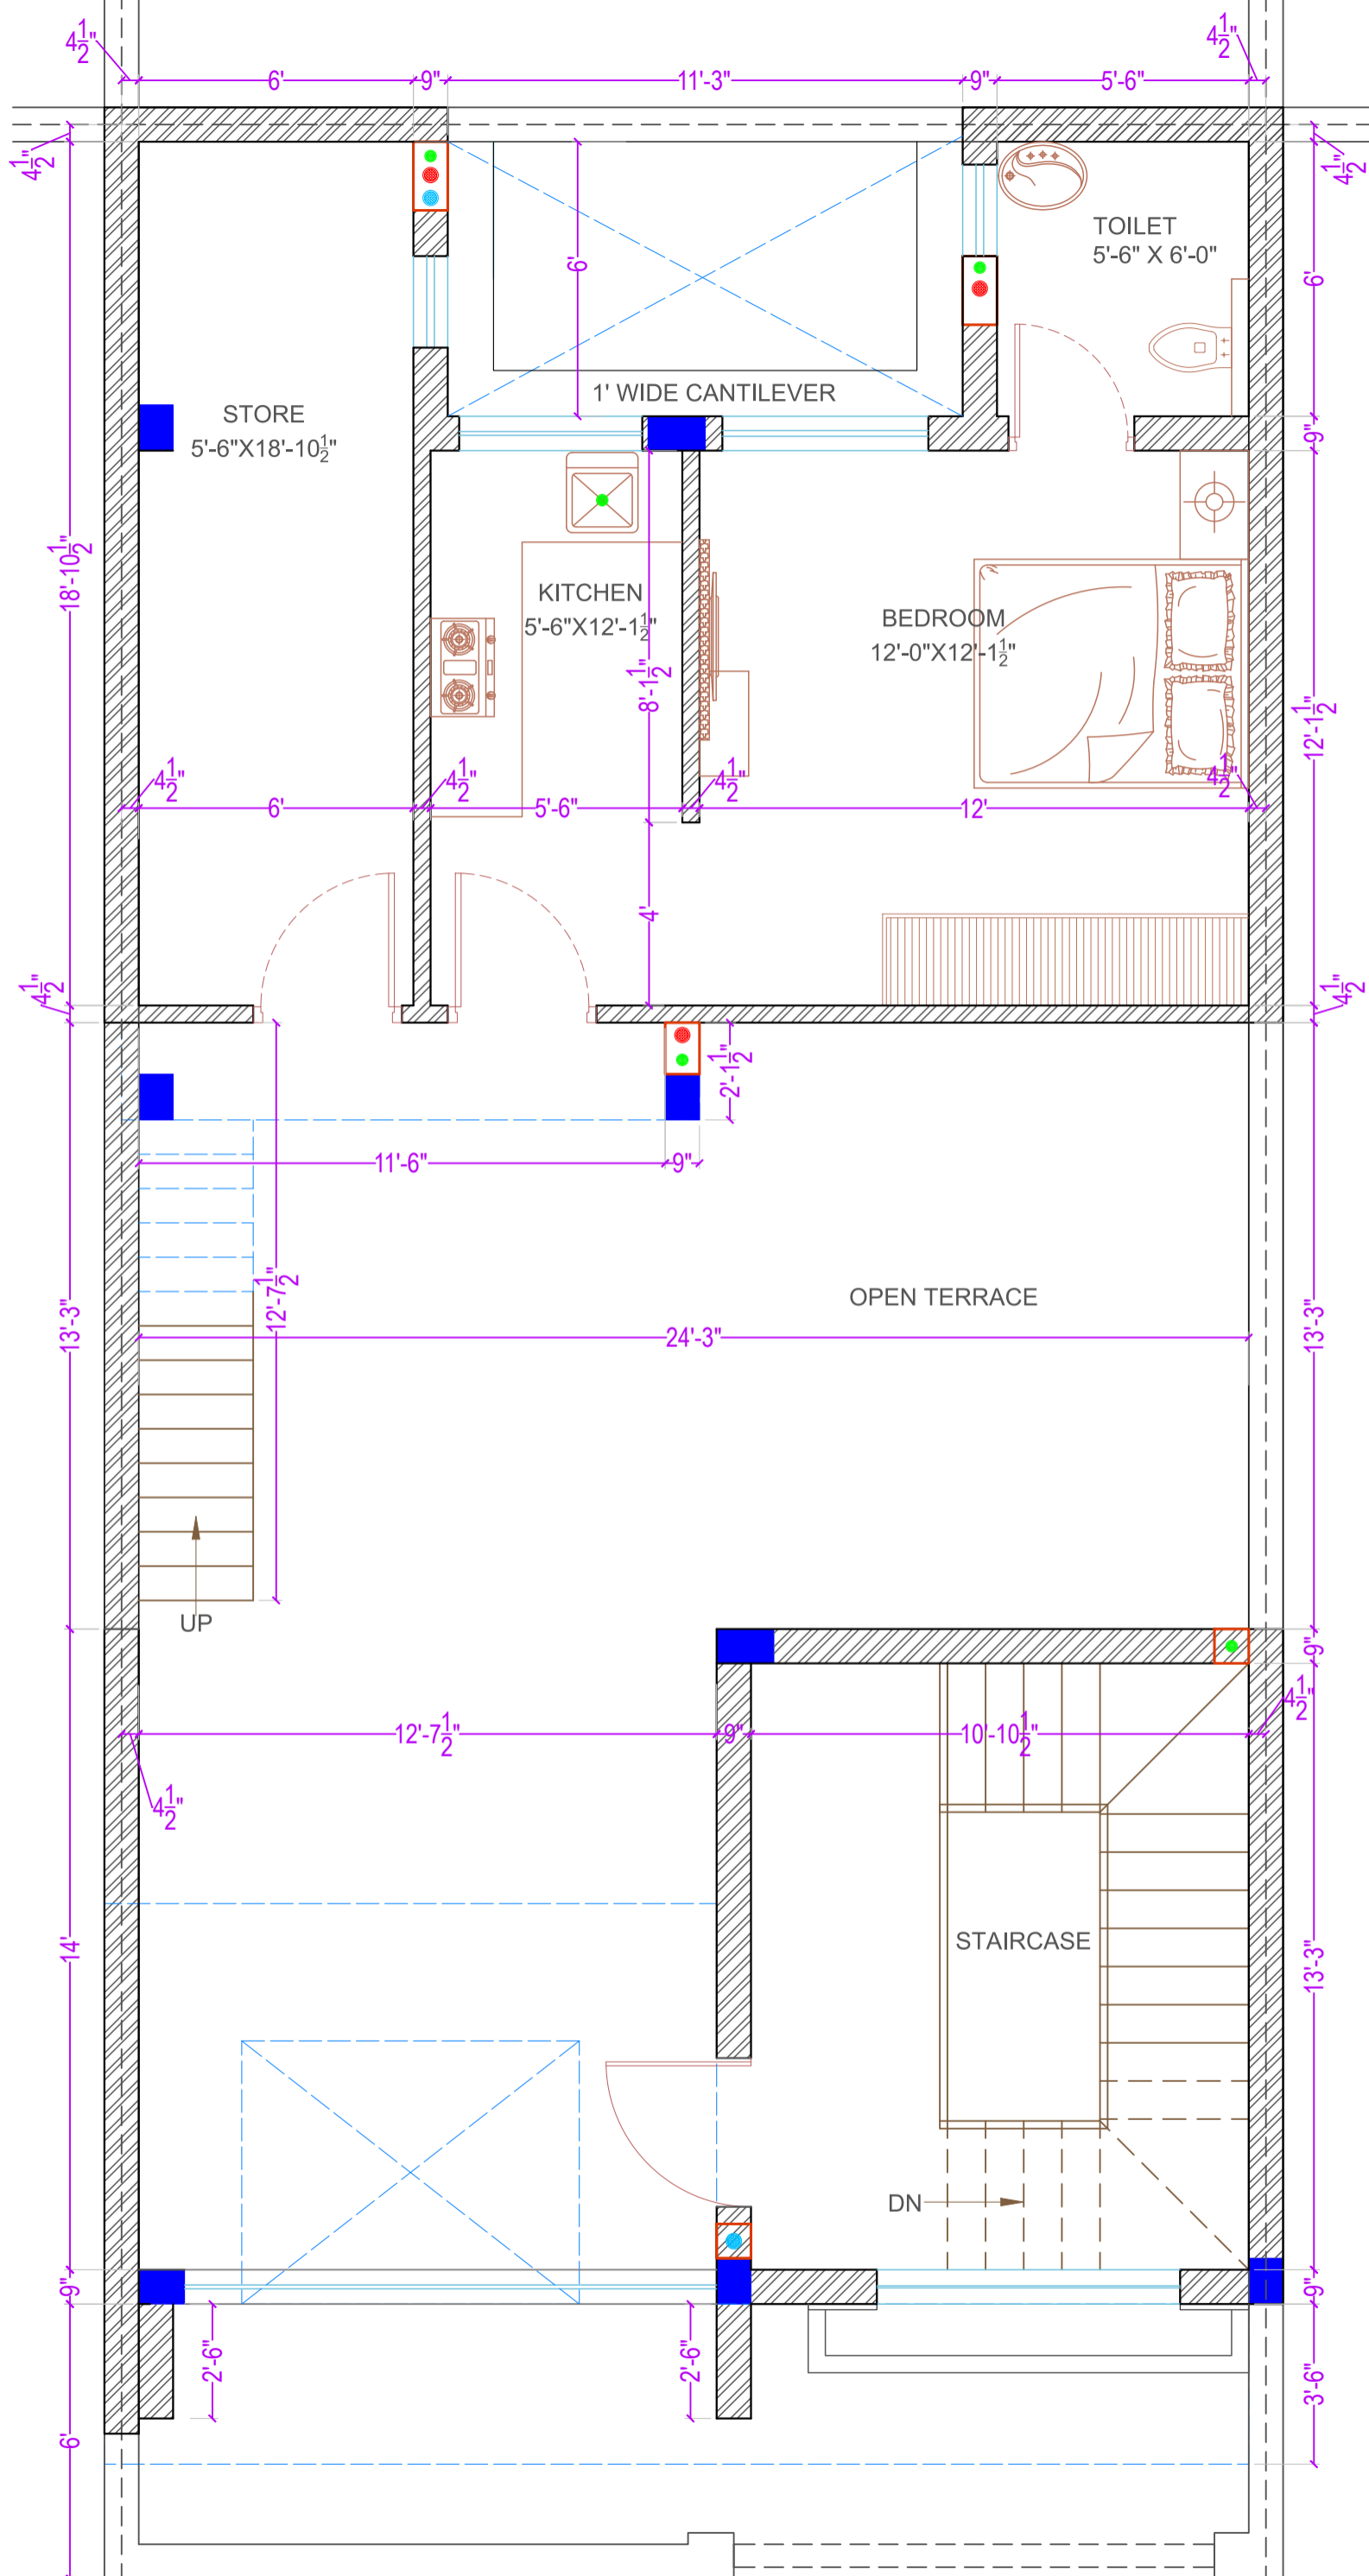 4½" 4½"
6' 9" 11'-3" 9" 5'-6"
4½" 4½"
TOILET
5'-6" X 6'-0"
6' 6'
1' WIDE CANTILEVER
STORE
5'-6"X18'-10½"
9"
18'-10½"
KITCHEN
5'-6"X12'-1½"
BEDROOM
12'-0"X12'-1½"
8'-1½"
12'-1½"
4½" 4½" 4½" 4½"
6' 5'-6" 12'
4'
4½" 4½"
2'-1½"
11'-6" 9"
12'-7½"
OPEN TERRACE
13'-3" 24'-3" 13'-3"
UP
9"
4½"
12'-7½" 9" 10'-10½"
4½"
STAIRCASE
14' 13'-3"
DN
9" 9"
2'-6" 2'-6" 3'-6"
6'